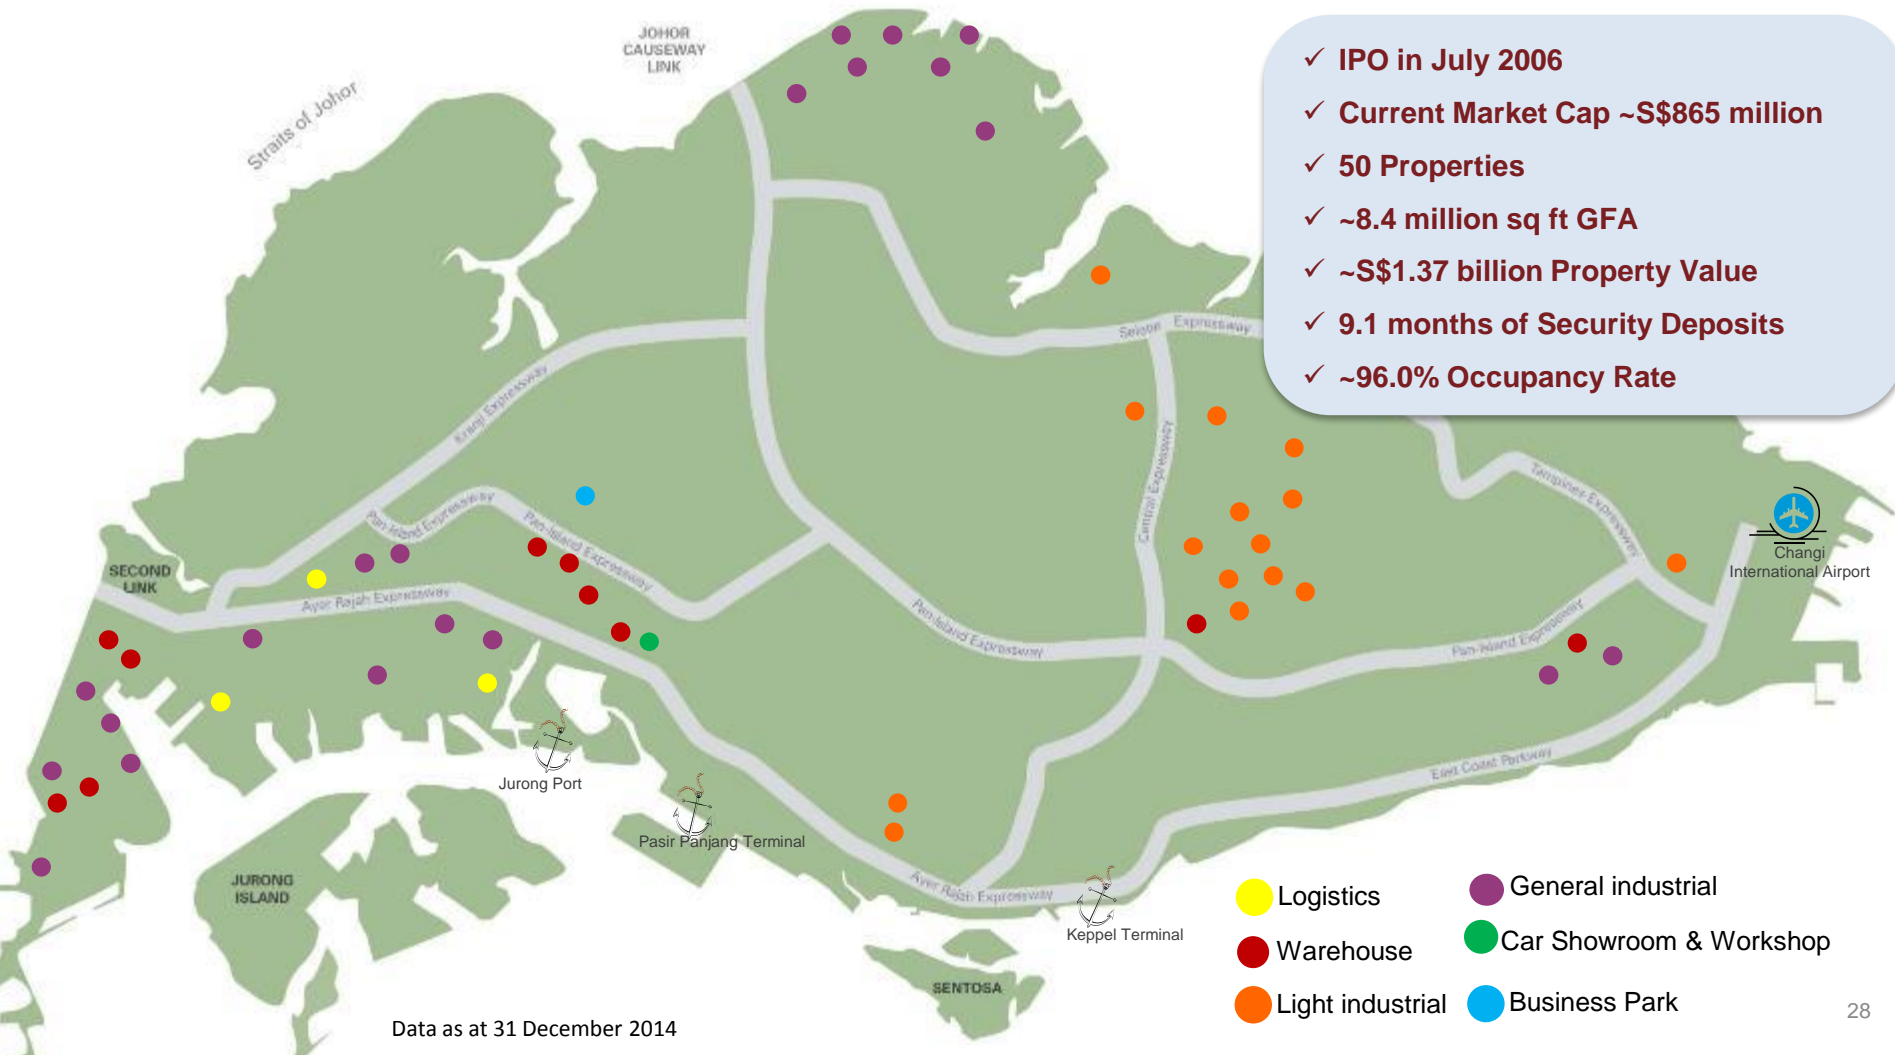 JOHOR
CAUSEWAY
LINK
Straits of Johor
✓ IPO in July 2006
✓ Current Market Cap ~S$865 million
✓ 50 Properties
✓ ~8.4 million sq ft GFA
✓ ~S$1.37 billion Property Value
✓ 9.1 months of Security Deposits
✓ ~96.0% Occupancy Rate
Seletar Expressway
Kranji Expressway
Central Expressway
Tampines Expressway
Pan-Island Expressway
Pan-Island Expressway
Changi
International Airport
SECOND
LINK
Ayer Rajah Expressway
Pan-Island Expressway
Pan-Island Expressway
East Coast Parkway
Jurong Port
Pasir Panjang Terminal
JURONG
ISLAND
Ayer Rajah Expressway
Keppel Terminal
SENTOSA
Logistics
General industrial
Warehouse
Car Showroom & Workshop
Light industrial
Business Park
Data as at 31 December 2014
28